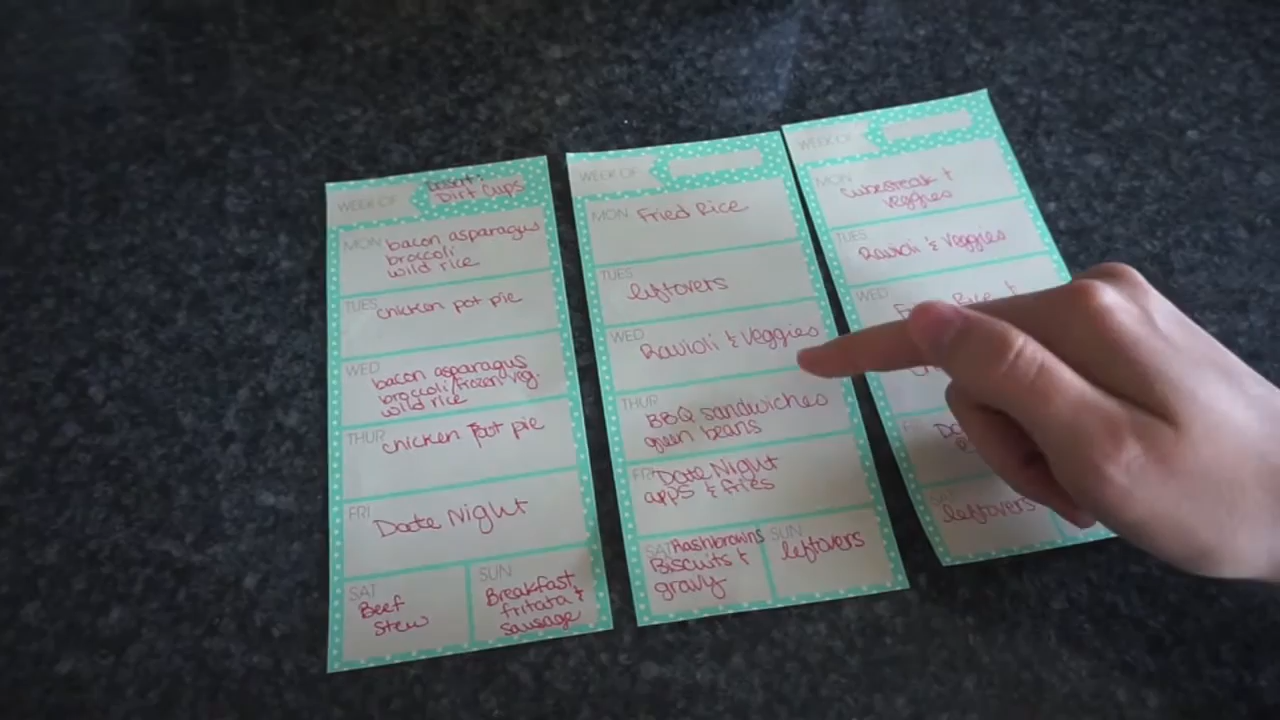 WEEK OF
Desert:
Dirt Cups
MON bacon asparagus
broccoli
wild rice
TUES chicken pot pie
WED
bacon asparagus
broccoli/frozen veg.
wild rice
THUR chicken pot pie
FRI
Date Night
SAT
Beef
Stew
SUN
Breakfast
fritata &
sausage
WEEK OF
MON Fried Rice
TUES
leftovers
WED
Ravioli & Veggies
THUR
BBQ sandwiches
green beans
FRI Date Night
apps & fries
SAT Hashbrowns
Biscuits &
gravy
SUN
leftovers
WEEK OF
MON
Cubesteak &
veggies
TUES
Ravioli & Veggies
WED
Rice &
SAT
leftovers